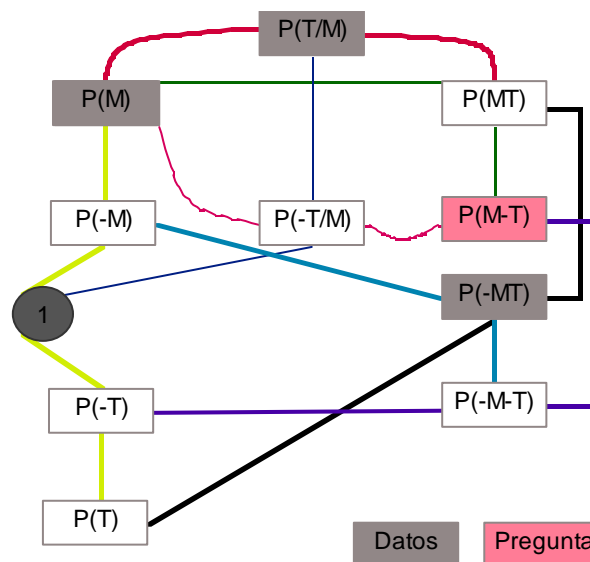 P(T/M)
P(M)
P(MT)
P(-M)
P(-T/M)
P(M-T)
P(-MT)
1
P(-T)
P(-M-T)
P(T)
Datos
Pregunta